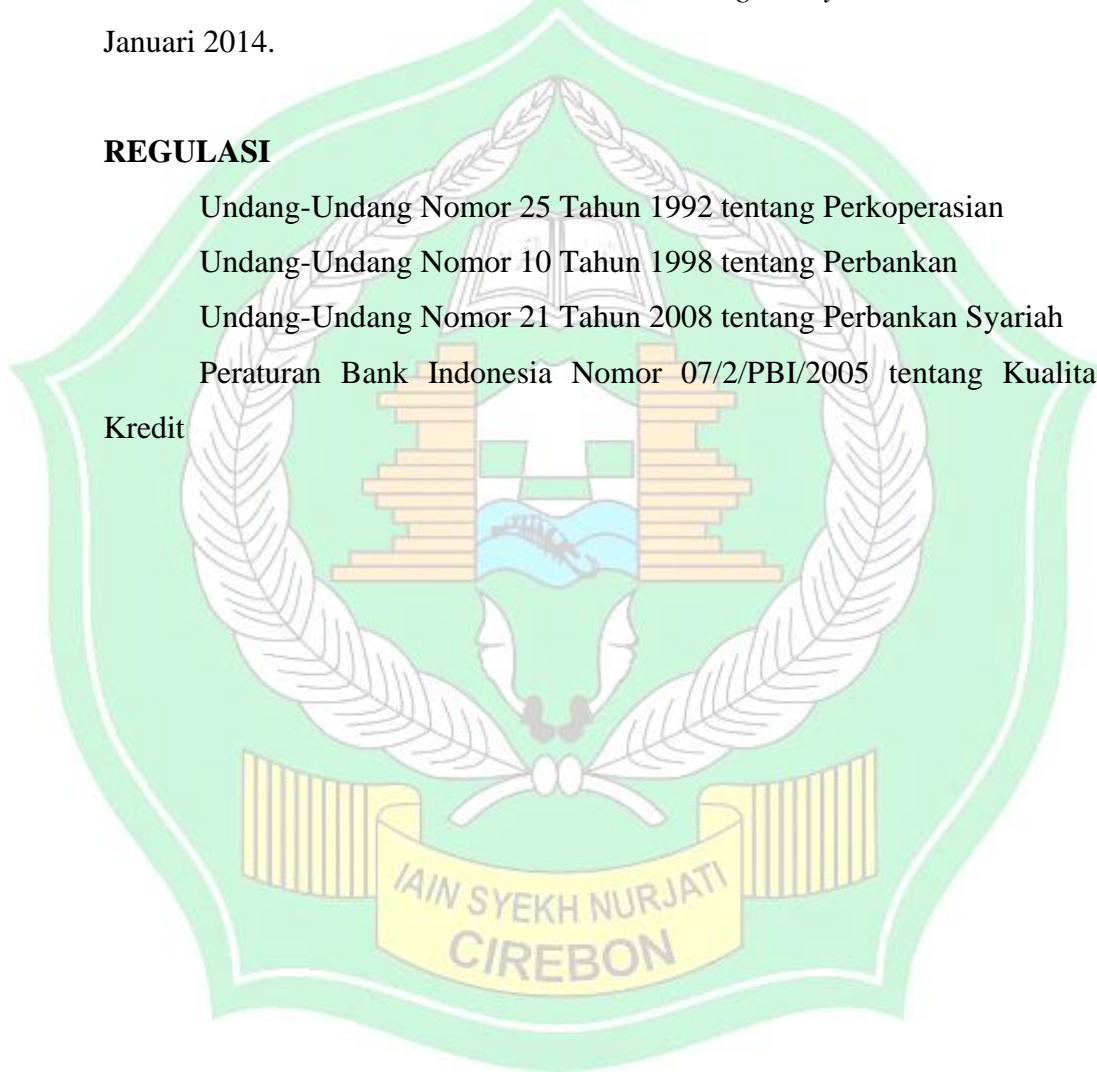 Januari 2014.
REGULASI
Undang-Undang Nomor 25 Tahun 1992 tentang Perkoperasian
Undang-Undang Nomor 10 Tahun 1998 tentang Perbankan
Undang-Undang Nomor 21 Tahun 2008 tentang Perbankan Syariah
Peraturan Bank Indonesia Nomor 07/2/PBI/2005 tentang Kualita
Kredit
IAIN SYEKH NURJATI
CIREBON